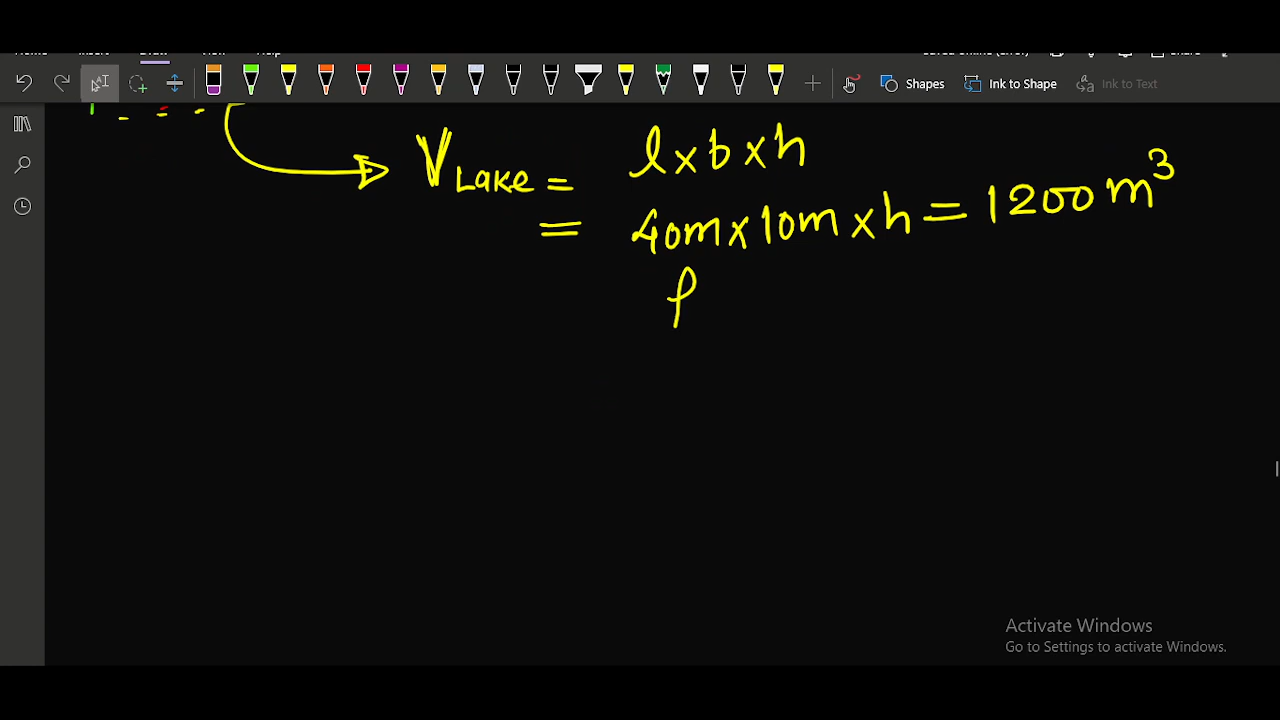 Shapes Ink to Shape Ink to Text
V Lake = l x b x h
= 40m x 10m x h = 1200 m³
ρ
Activate Windows
Go to Settings to activate Windows.